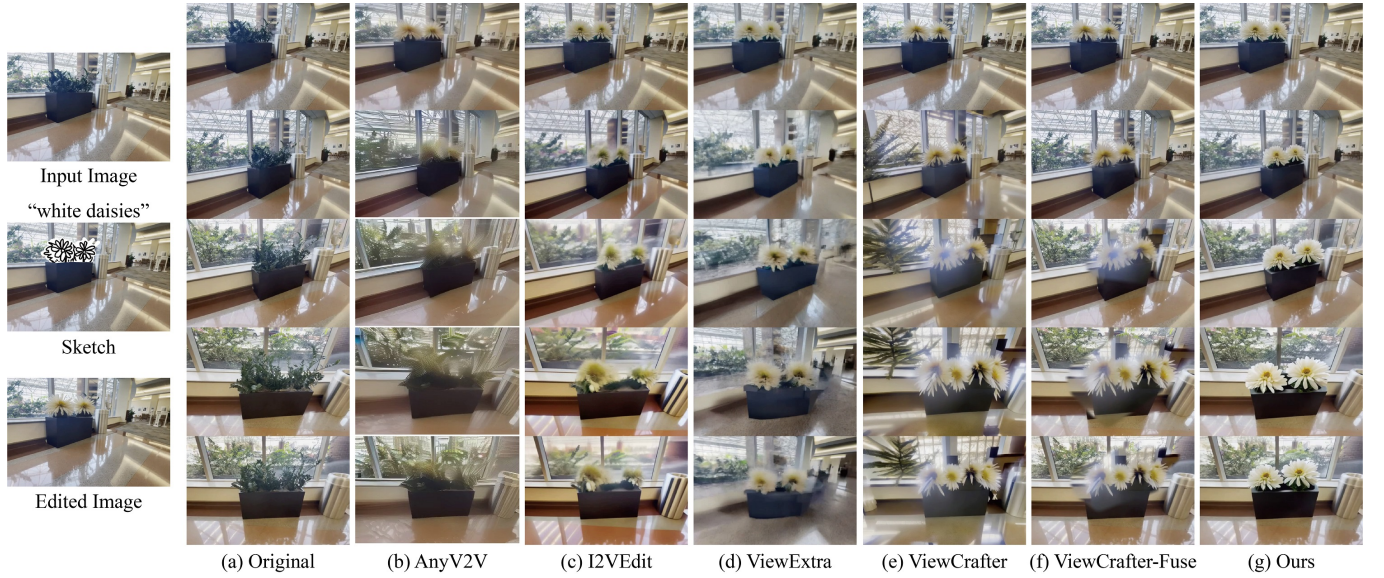 Input Image
“white daisies”
Sketch
Edited Image
(a) Original
(b) AnyV2V
(c) I2VEdit
(d) ViewExtra
(e) ViewCrafter
(f) ViewCrafter-Fuse
(g) Ours